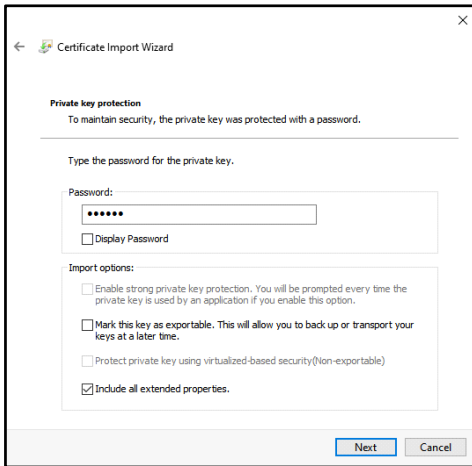 Certificate Import Wizard
Private key protection
To maintain security, the private key was protected with a password.
Type the password for the private key.
Password:
••••••
Display Password
Import options:
Enable strong private key protection. You will be prompted every time the
private key is used by an application if you enable this option.
Mark this key as exportable. This will allow you to back up or transport your
keys at a later time.
Protect private key using virtualized-based security(Non-exportable)
Include all extended properties.
Next Cancel